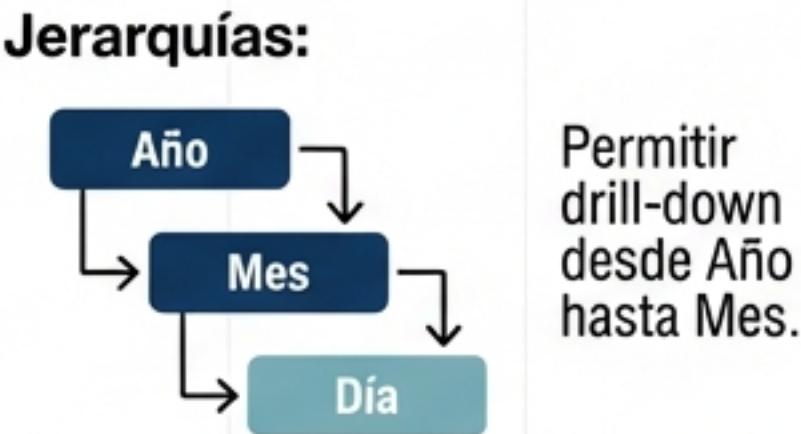 Jerarquías:
Año
Mes
Día
Permitir
drill-down
desde Año
hasta Mes.